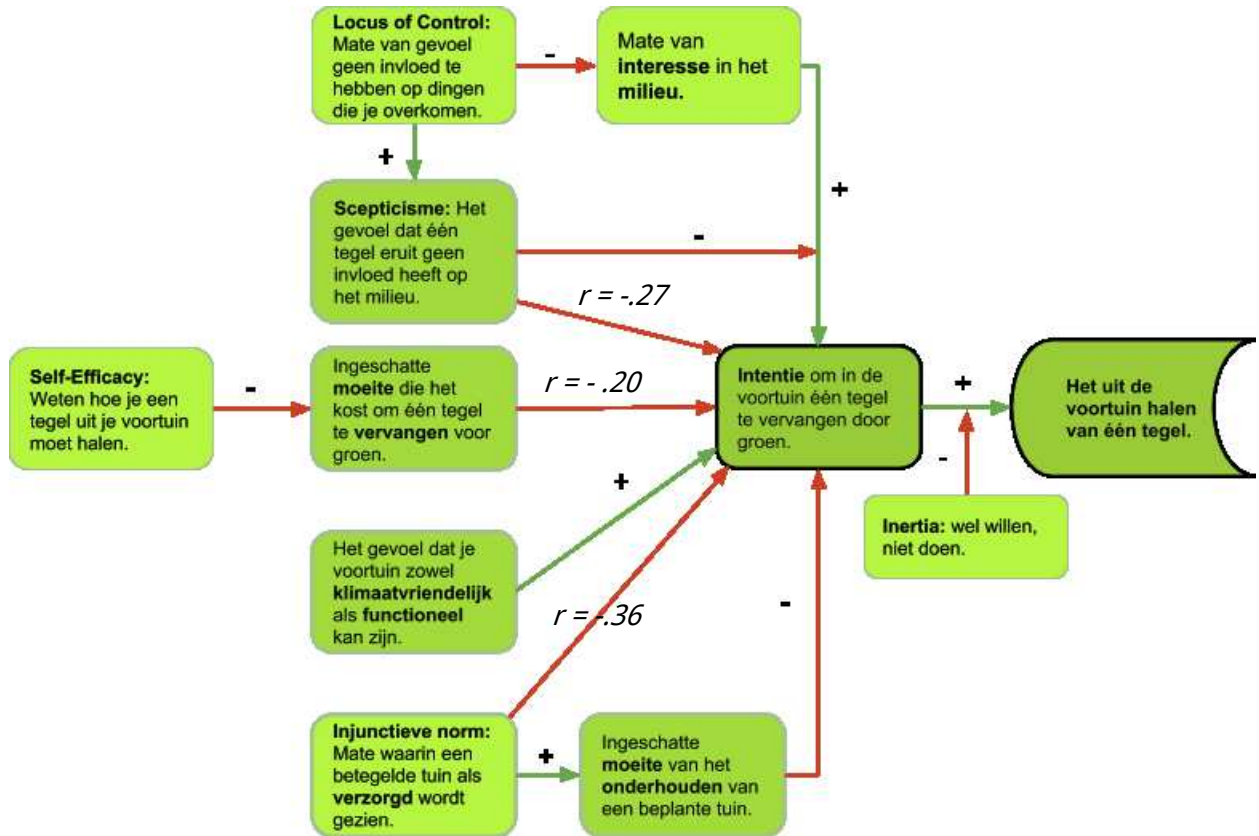 Locus of Control:
Mate van gevoel
geen invloed te
hebben op dingen
die je overkomen.
-
Mate van
interesse in het
milieu.
+
+
Scepticisme: Het
gevoel dat één
tegel eruit geen
invloed heeft op
het milieu.
-
r = -.27
Self-Efficacy:
Weten hoe je een
tegel uit je voortuin
moet halen.
-
Ingeschatte
moeite die het
kost om één tegel
te vervangen voor
groen.
r = - .20
Intentie om in de
voortuin één tegel
te vervangen door
groen.
+
Het uit de
voortuin halen
van één tegel.
-
Inertia: wel willen,
niet doen.
+
Het gevoel dat je
voortuin zowel
klimaatvriendelijk
als functioneel
kan zijn.
r = -.36
-
Injunctieve norm:
Mate waarin een
betegelde tuin als
verzorgd wordt
gezien.
+
Ingeschatte
moeite van het
onderhouden van
een beplante tuin.